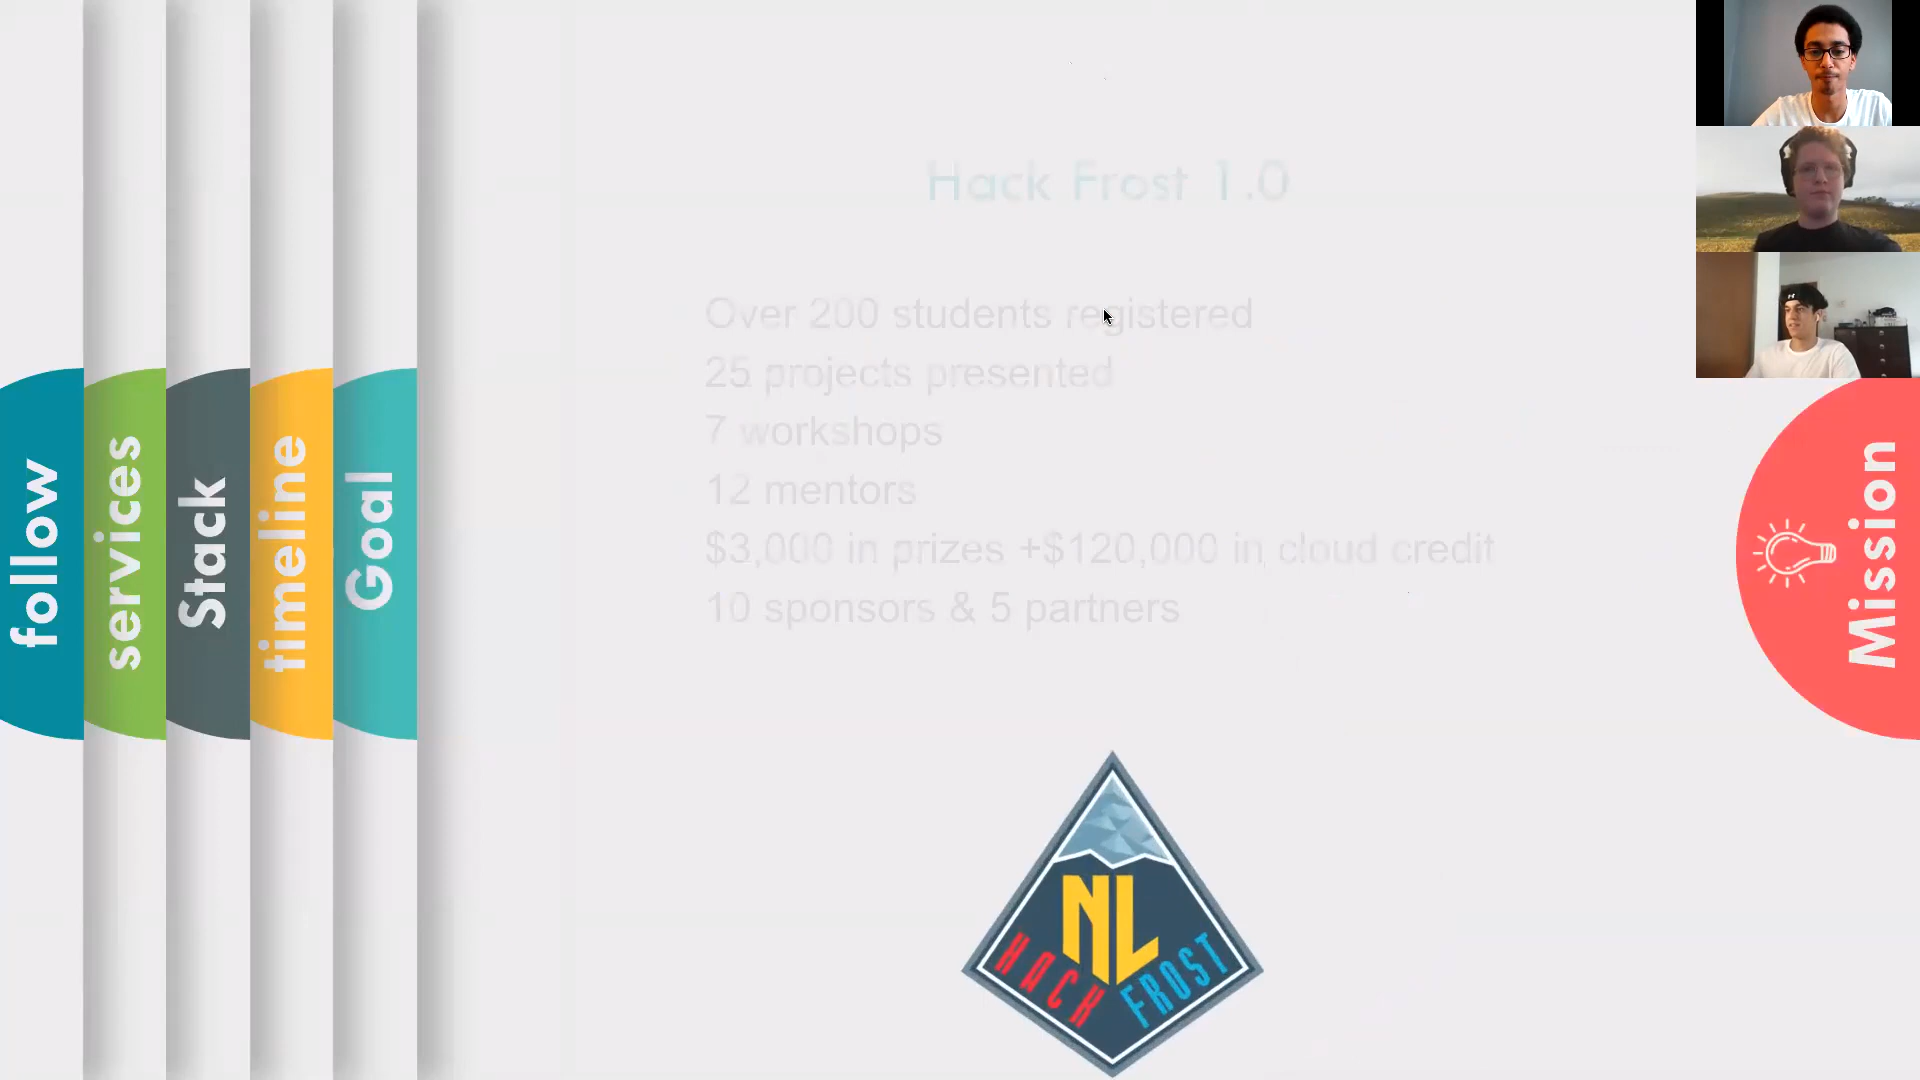 follow
services
Stack
timeline
Goal
Hack Frost 1.0
Over 200 students registered
25 projects presented
7 workshops
12 mentors
$3,000 in prizes +$120,000 in cloud credit
10 sponsors & 5 partners
NL
HACK FROST
Mission